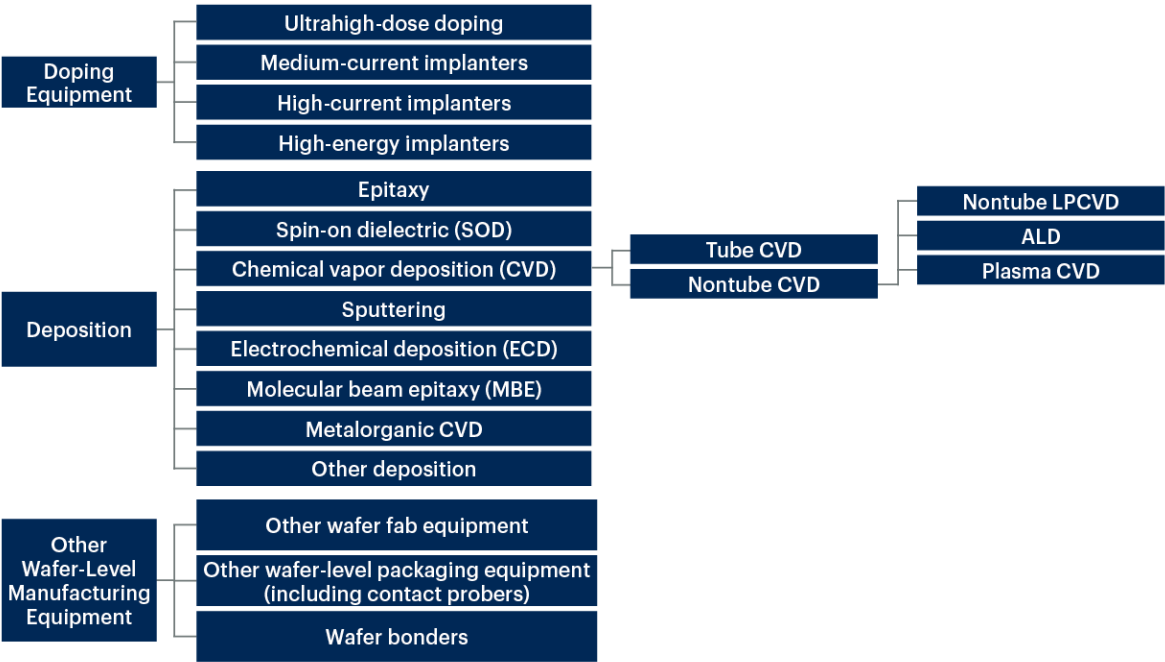 Doping
Equipment
Ultrahigh-dose doping
Medium-current implanters
High-current implanters
High-energy implanters
Deposition
Epitaxy
Spin-on dielectric (SOD)
Chemical vapor deposition (CVD)
Sputtering
Electrochemical deposition (ECD)
Molecular beam epitaxy (MBE)
Metalorganic CVD
Other deposition
Tube CVD
Nontube CVD
Nontube LPCVD
ALD
Plasma CVD
Other
Wafer-Level
Manufacturing
Equipment
Other wafer fab equipment
Other wafer-level packaging equipment
(including contact probers)
Wafer bonders